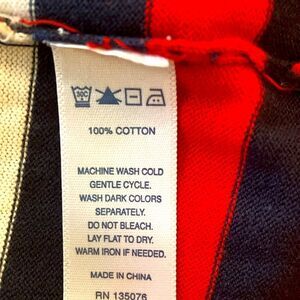 30C
100% COTTON
MACHINE WASH COLD
GENTLE CYCLE.
WASH DARK COLORS
SEPARATELY.
DO NOT BLEACH.
LAY FLAT TO DRY.
WARM IRON IF NEEDED.
MADE IN CHINA
RN 135076